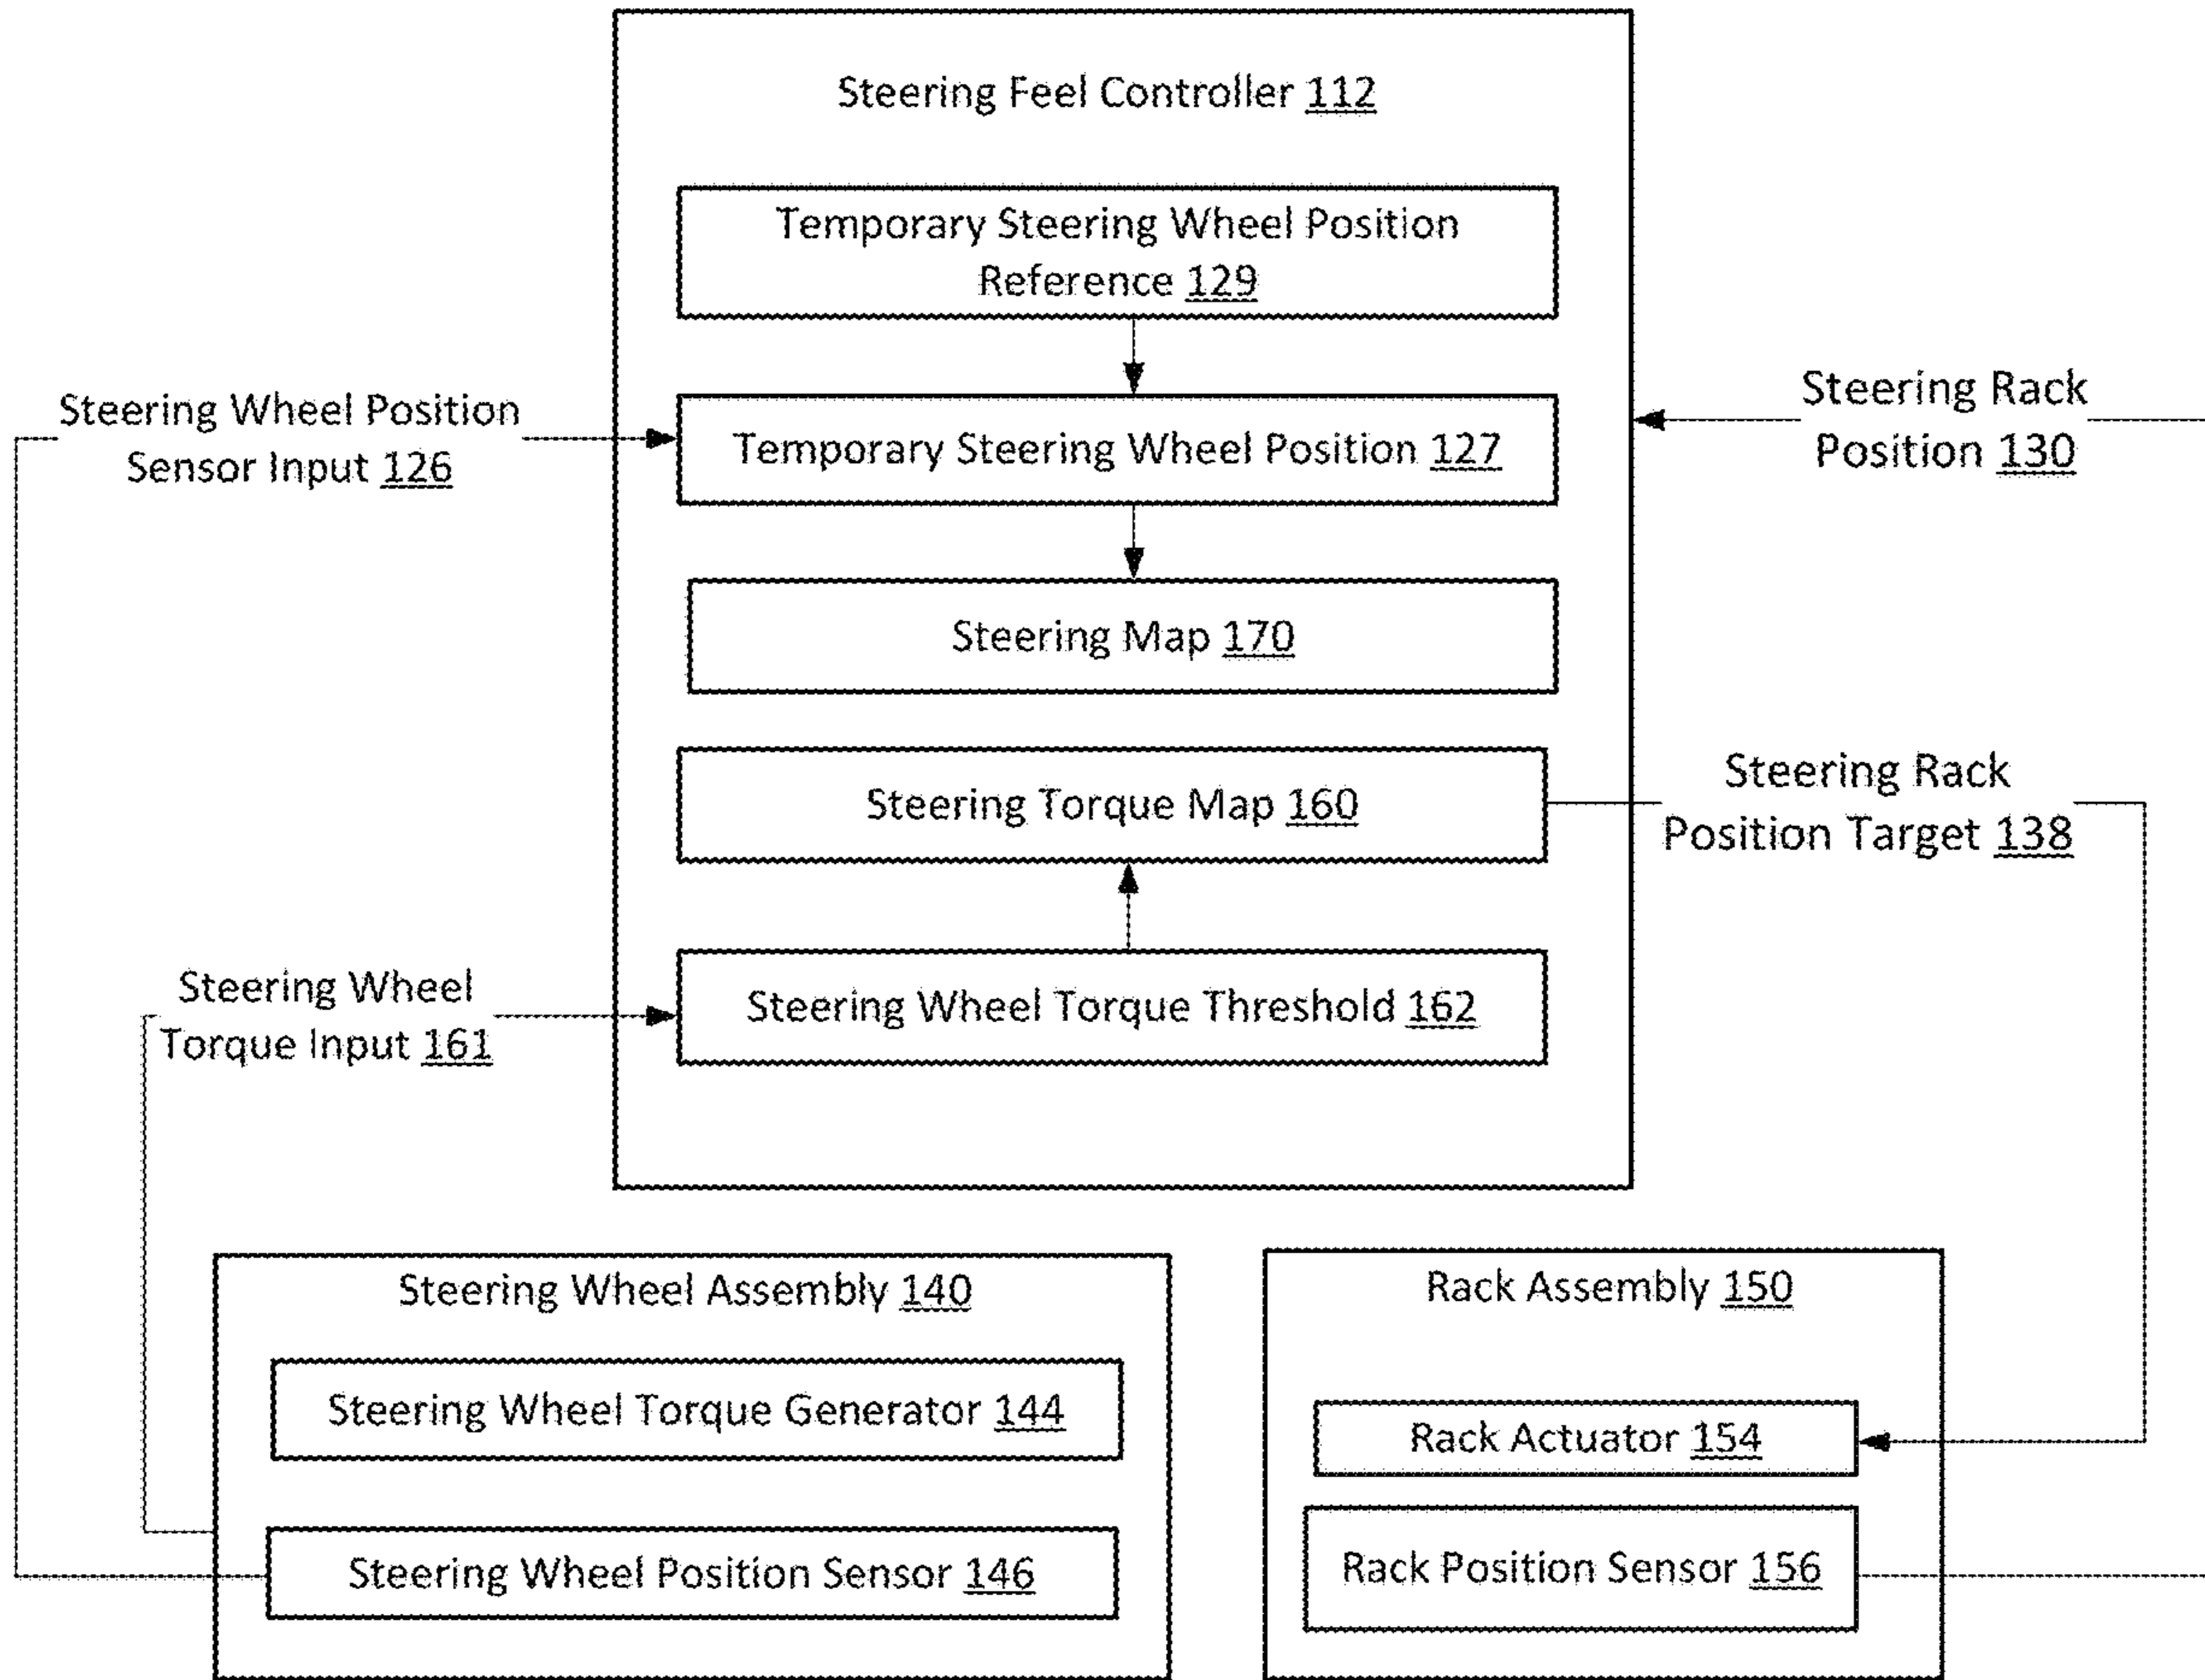 Steering Feel Controller 112
Temporary Steering Wheel Position
Reference 129
Steering Wheel Position
Sensor Input 126
Temporary Steering Wheel Position 127
Steering Rack
Position 130
Steering Map 170
Steering Torque Map 160
Steering Rack
Position Target 138
Steering Wheel
Torque Input 161
Steering Wheel Torque Threshold 162
Steering Wheel Assembly 140
Steering Wheel Torque Generator 144
Steering Wheel Position Sensor 146
Rack Assembly 150
Rack Actuator 154
Rack Position Sensor 156